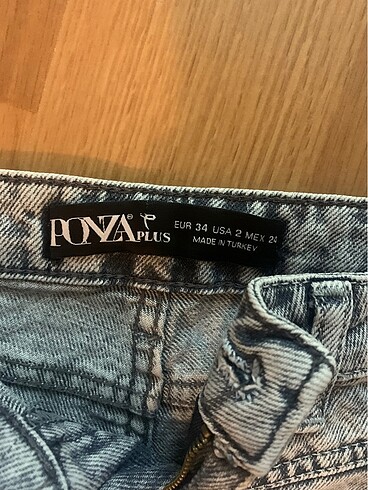 PONZA® PLUS
EUR 34 USA 2 MEX 24
MADE IN TURKEY